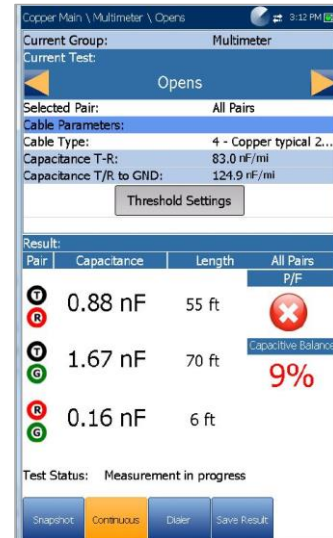 Copper Main \ Multimeter \ Opens 3:12 PM
Current Group: Multimeter
Current Test:
Opens
Selected Pair: All Pairs
Cable Parameters:
Cable Type: 4 - Copper typical 2...
Capacitance T-R: 83.0 nF/mi
Capacitance T/R to GND: 124.9 nF/mi
Threshold Settings
Result:
Pair Capacitance Length All Pairs
P/F
T
R
0.88 nF 55 ft
Capacitive Balance
T
G
1.67 nF 70 ft 9%
R
G
0.16 nF 6 ft
Test Status: Measurement in progress
Snapshot Continuous Dialer Save Result